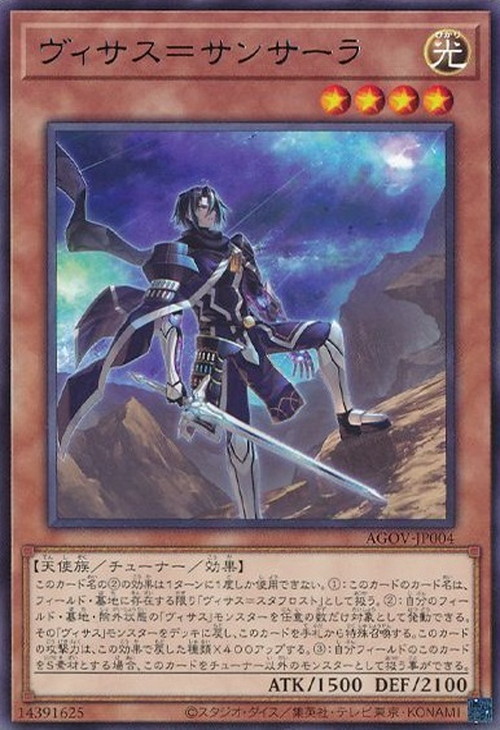 ヴィサス＝サンサーラ
光
ひかり
AGOV-JP004
【天使族／チューナー／効果】
このカード名の②の効果は1ターンに1度しか使用できない。①：このカードのカード名は、
フィールド・墓地に存在する限り「ヴィサス＝スタフロスト」として扱う。②：自分のフィー
ルド・墓地・除外状態の「ヴィサス」モンスターを任意の数だけ対象として発動できる。
その「ヴィサス」モンスターをデッキに戻し、このカードを手札から特殊召喚する。このカード
の攻撃力は、この効果で戻した種類×400アップする。③：自分フィールドのこのカード
をS素材とする場合、このカードをチューナー以外のモンスターとして扱う事ができる。
ATK/1500 DEF/2100
14391625 ©スタジオ・ダイス／集英社・テレビ東京・KONAMI